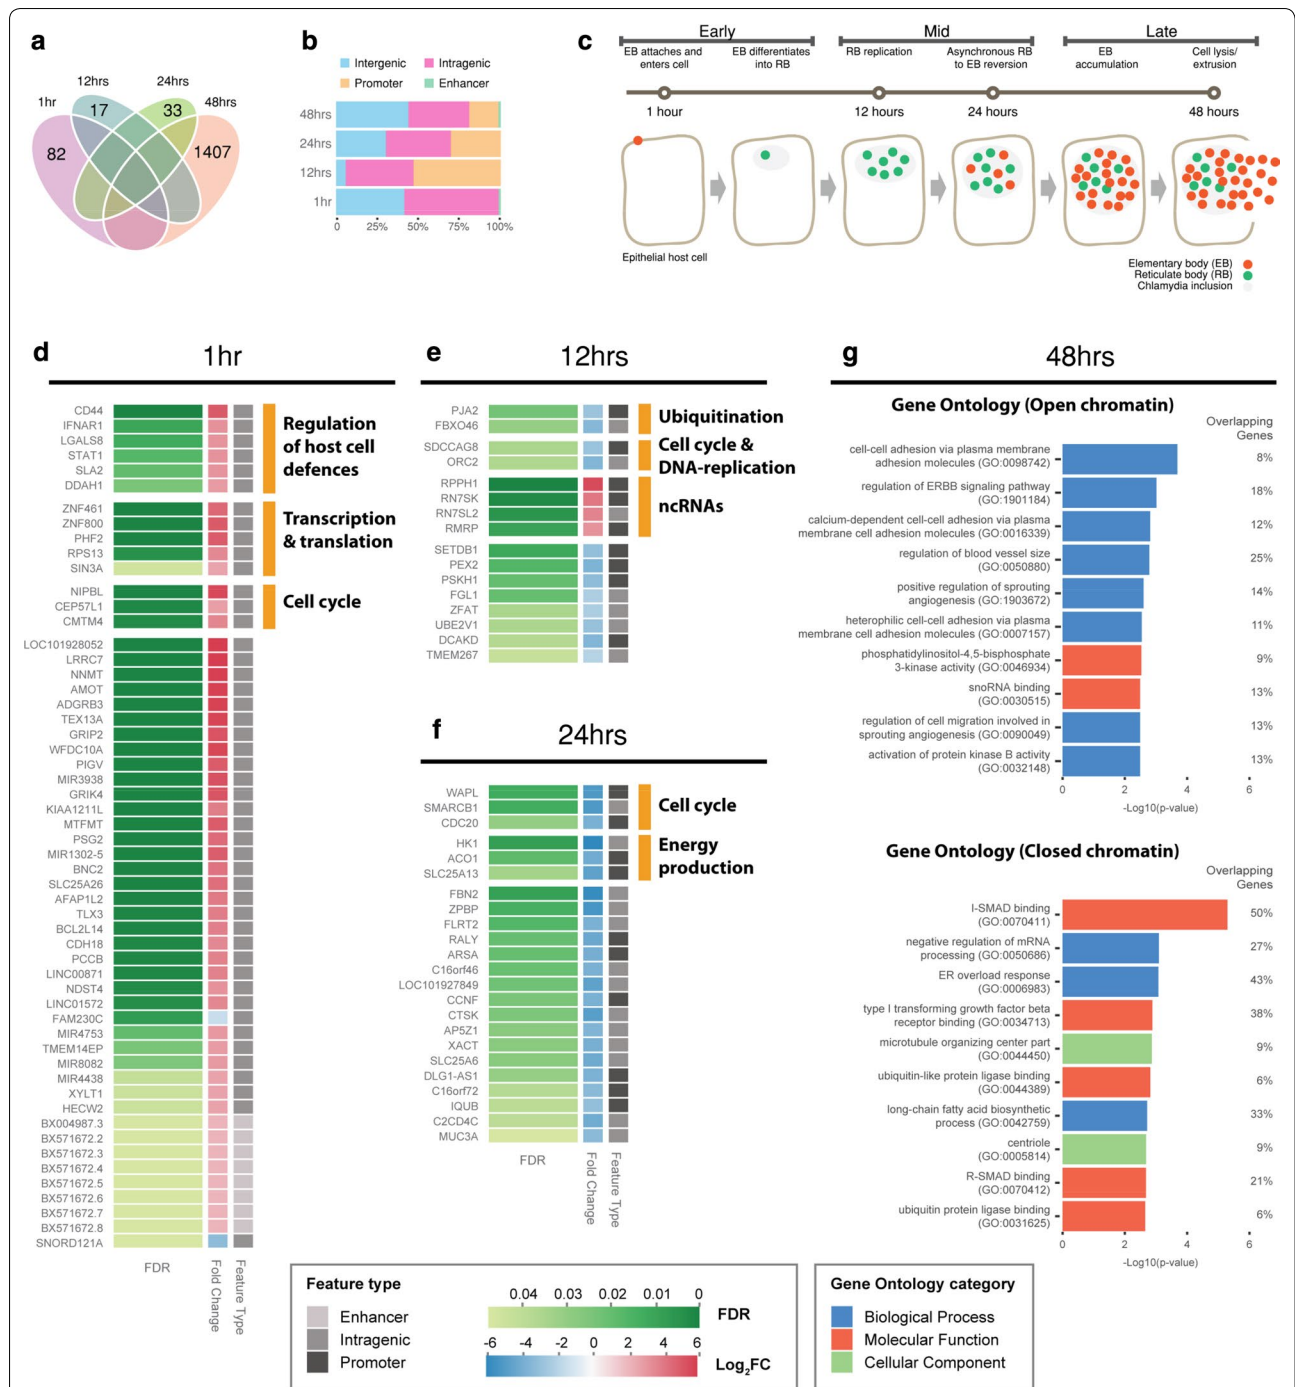 a
12hrs
24hrs
1hr
48hrs
17
33
82
1407
b
Intergenic
Intragenic
Promoter
Enhancer
48hrs
24hrs
12hrs
1hr
0
25%
50%
75%
100%
c
Early
Mid
Late
EB attaches and
enters cell
EB differentiates
into RB
RB replication
Asynchronous RB
to EB reversion
EB
accumulation
Cell lysis/
extrusion
1 hour
12 hours
24 hours
48 hours
Epithelial host cell
Elementary body (EB)
Reticulate body (RB)
Chlamydia inclusion
d
1hr
CD44
IFNAR1
LGALS8
STAT1
SLA2
DDAH1
Regulation
of host cell
defences
ZNF461
ZNF800
PHF2
RPS13
SIN3A
Transcription
& translation
NIPBL
CEP57L1
CMTM4
Cell cycle
LOC101928052
LRRC7
NNMT
AMOT
ADGRB3
TEX13A
GRIP2
WFDC10A
PIGV
MIR3938
GRIK4
KIAA1211L
MTFMT
PSG2
MIR1302-5
BNC2
SLC25A26
AFAP1L2
TLX3
BCL2L14
CDH18
PCCB
LINC00871
NDST4
LINC01572
FAM230C
MIR4753
TMEM14EP
MIR8082
MIR4438
XYLT1
HECW2
BX004987.3
BX571672.2
BX571672.3
BX571672.4
BX571672.5
BX571672.6
BX571672.7
BX571672.8
SNORD121A
FDR
Fold Change
Feature Type
e
12hrs
PJA2
FBXO46
Ubiquitination
SDCCAG8
ORC2
Cell cycle &
DNA-replication
RPPH1
RN7SK
RN7SL2
RMRP
ncRNAs
SETDB1
PEX2
PSKH1
FGL1
ZFAT
UBE2V1
DCAKD
TMEM267
f
24hrs
WAPL
SMARCB1
CDC20
Cell cycle
HK1
ACO1
SLC25A13
Energy
production
FBN2
ZPBP
FLRT2
RALY
ARSA
C16orf46
LOC101927849
CCNF
CTSK
AP5Z1
XACT
SLC25A6
DLG1-AS1
C16orf72
IQUB
C2CD4C
MUC3A
FDR
Fold Change
Feature Type
g
48hrs
Gene Ontology (Open chromatin)
Overlapping
Genes
cell-cell adhesion via plasma membrane
adhesion molecules (GO:0098742)
8%
regulation of ERBB signaling pathway
(GO:1901184)
18%
calcium-dependent cell-cell adhesion via plasma
membrane cell adhesion molecules (GO:0016339)
12%
regulation of blood vessel size
(GO:0050880)
25%
positive regulation of sprouting
angiogenesis (GO:1903672)
14%
heterophilic cell-cell adhesion via plasma
membrane cell adhesion molecules (GO:0007157)
11%
phosphatidylinositol-4,5-bisphosphate
3-kinase activity (GO:0046934)
9%
snoRNA binding
(GO:0030515)
13%
regulation of cell migration involved in
sprouting angiogenesis (GO:0090049)
13%
activation of protein kinase B activity
(GO:0032148)
13%
0
2
4
6
-Log10(p-value)
Gene Ontology (Closed chromatin)
Overlapping
Genes
I-SMAD binding
(GO:0070411)
50%
negative regulation of mRNA
processing (GO:0050686)
27%
ER overload response
(GO:0006983)
43%
type I transforming growth factor beta
receptor binding (GO:0034713)
38%
microtubule organizing center part
(GO:0044450)
9%
ubiquitin-like protein ligase binding
(GO:0044389)
6%
long-chain fatty acid biosynthetic
process (GO:0042759)
33%
centriole
(GO:0005814)
9%
R-SMAD binding
(GO:0070412)
21%
ubiquitin protein ligase binding
(GO:0031625)
6%
0
2
4
6
-Log10(p-value)
Feature type
Enhancer
Intragenic
Promoter
0.04
0.03
0.02
0.01
0
FDR
-6
-4
-2
0
2
4
6
Log2FC
Gene Ontology category
Biological Process
Molecular Function
Cellular Component